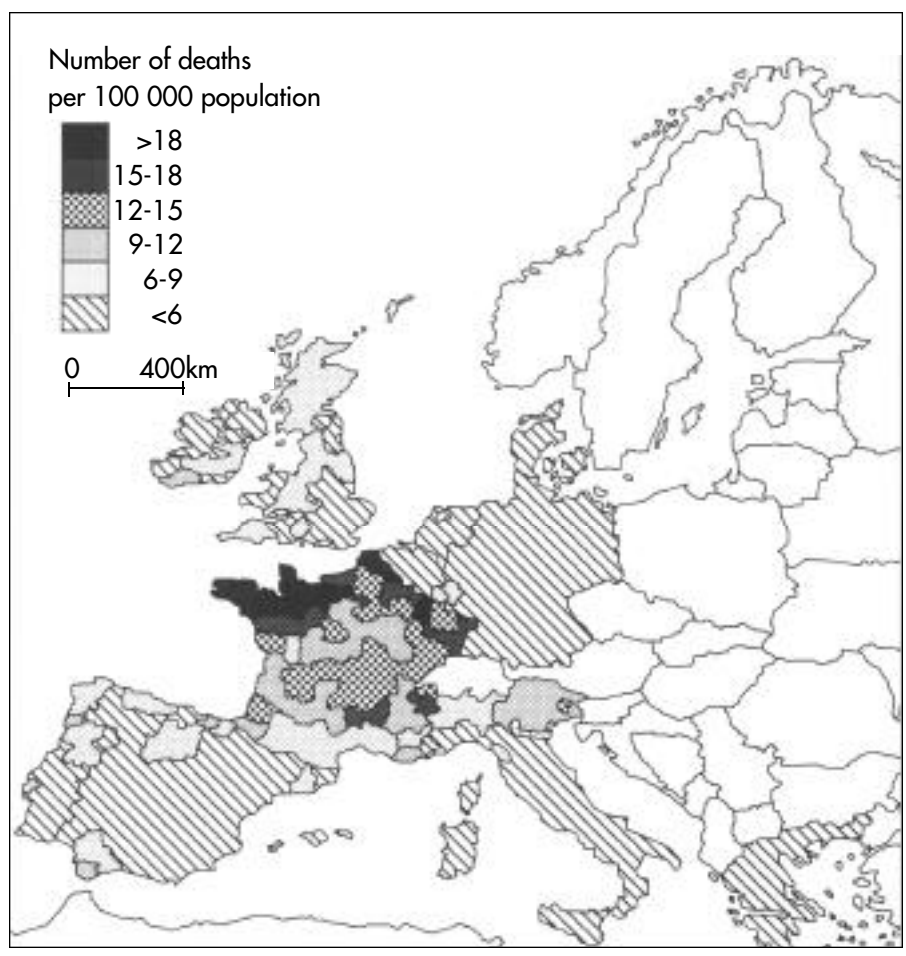 Number of deaths
per 100 000 population
>18
15-18
12-15
9-12
6-9
<6
0 400km